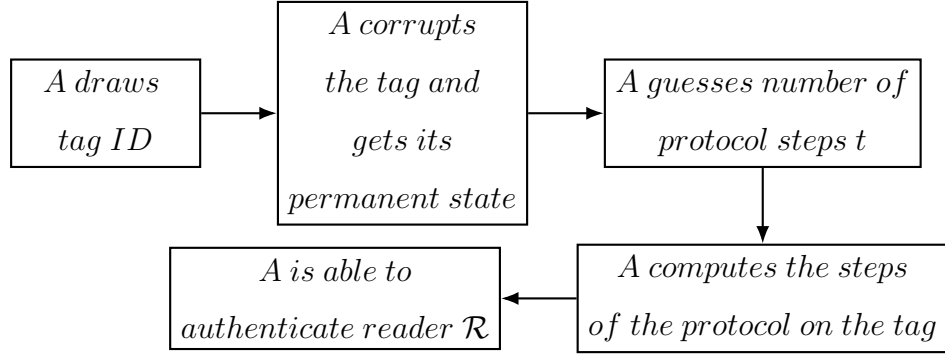 A draws
tag ID
A corrupts
the tag and
gets its
permanent state
A guesses number of
protocol steps t
A computes the steps
of the protocol on the tag
A is able to
authenticate reader ℛ